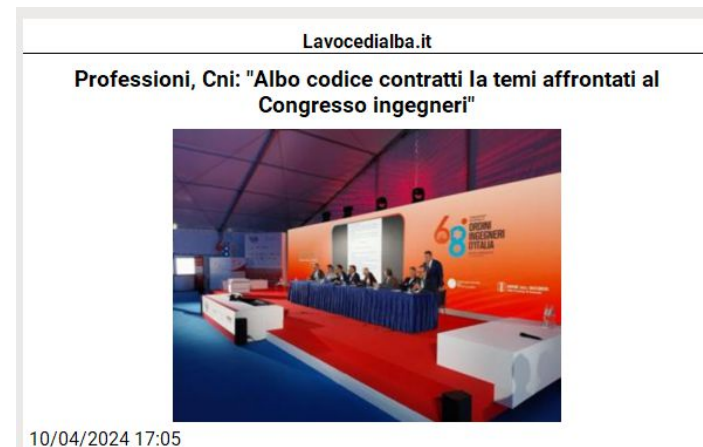 Lavocedialba.it
Professioni, Cni: "Albo codice contratti Ia temi affrontati al
Congresso ingegneri"
68°
ORDINI
INGEGNERI
D'ITALIA
10/04/2024 17:05